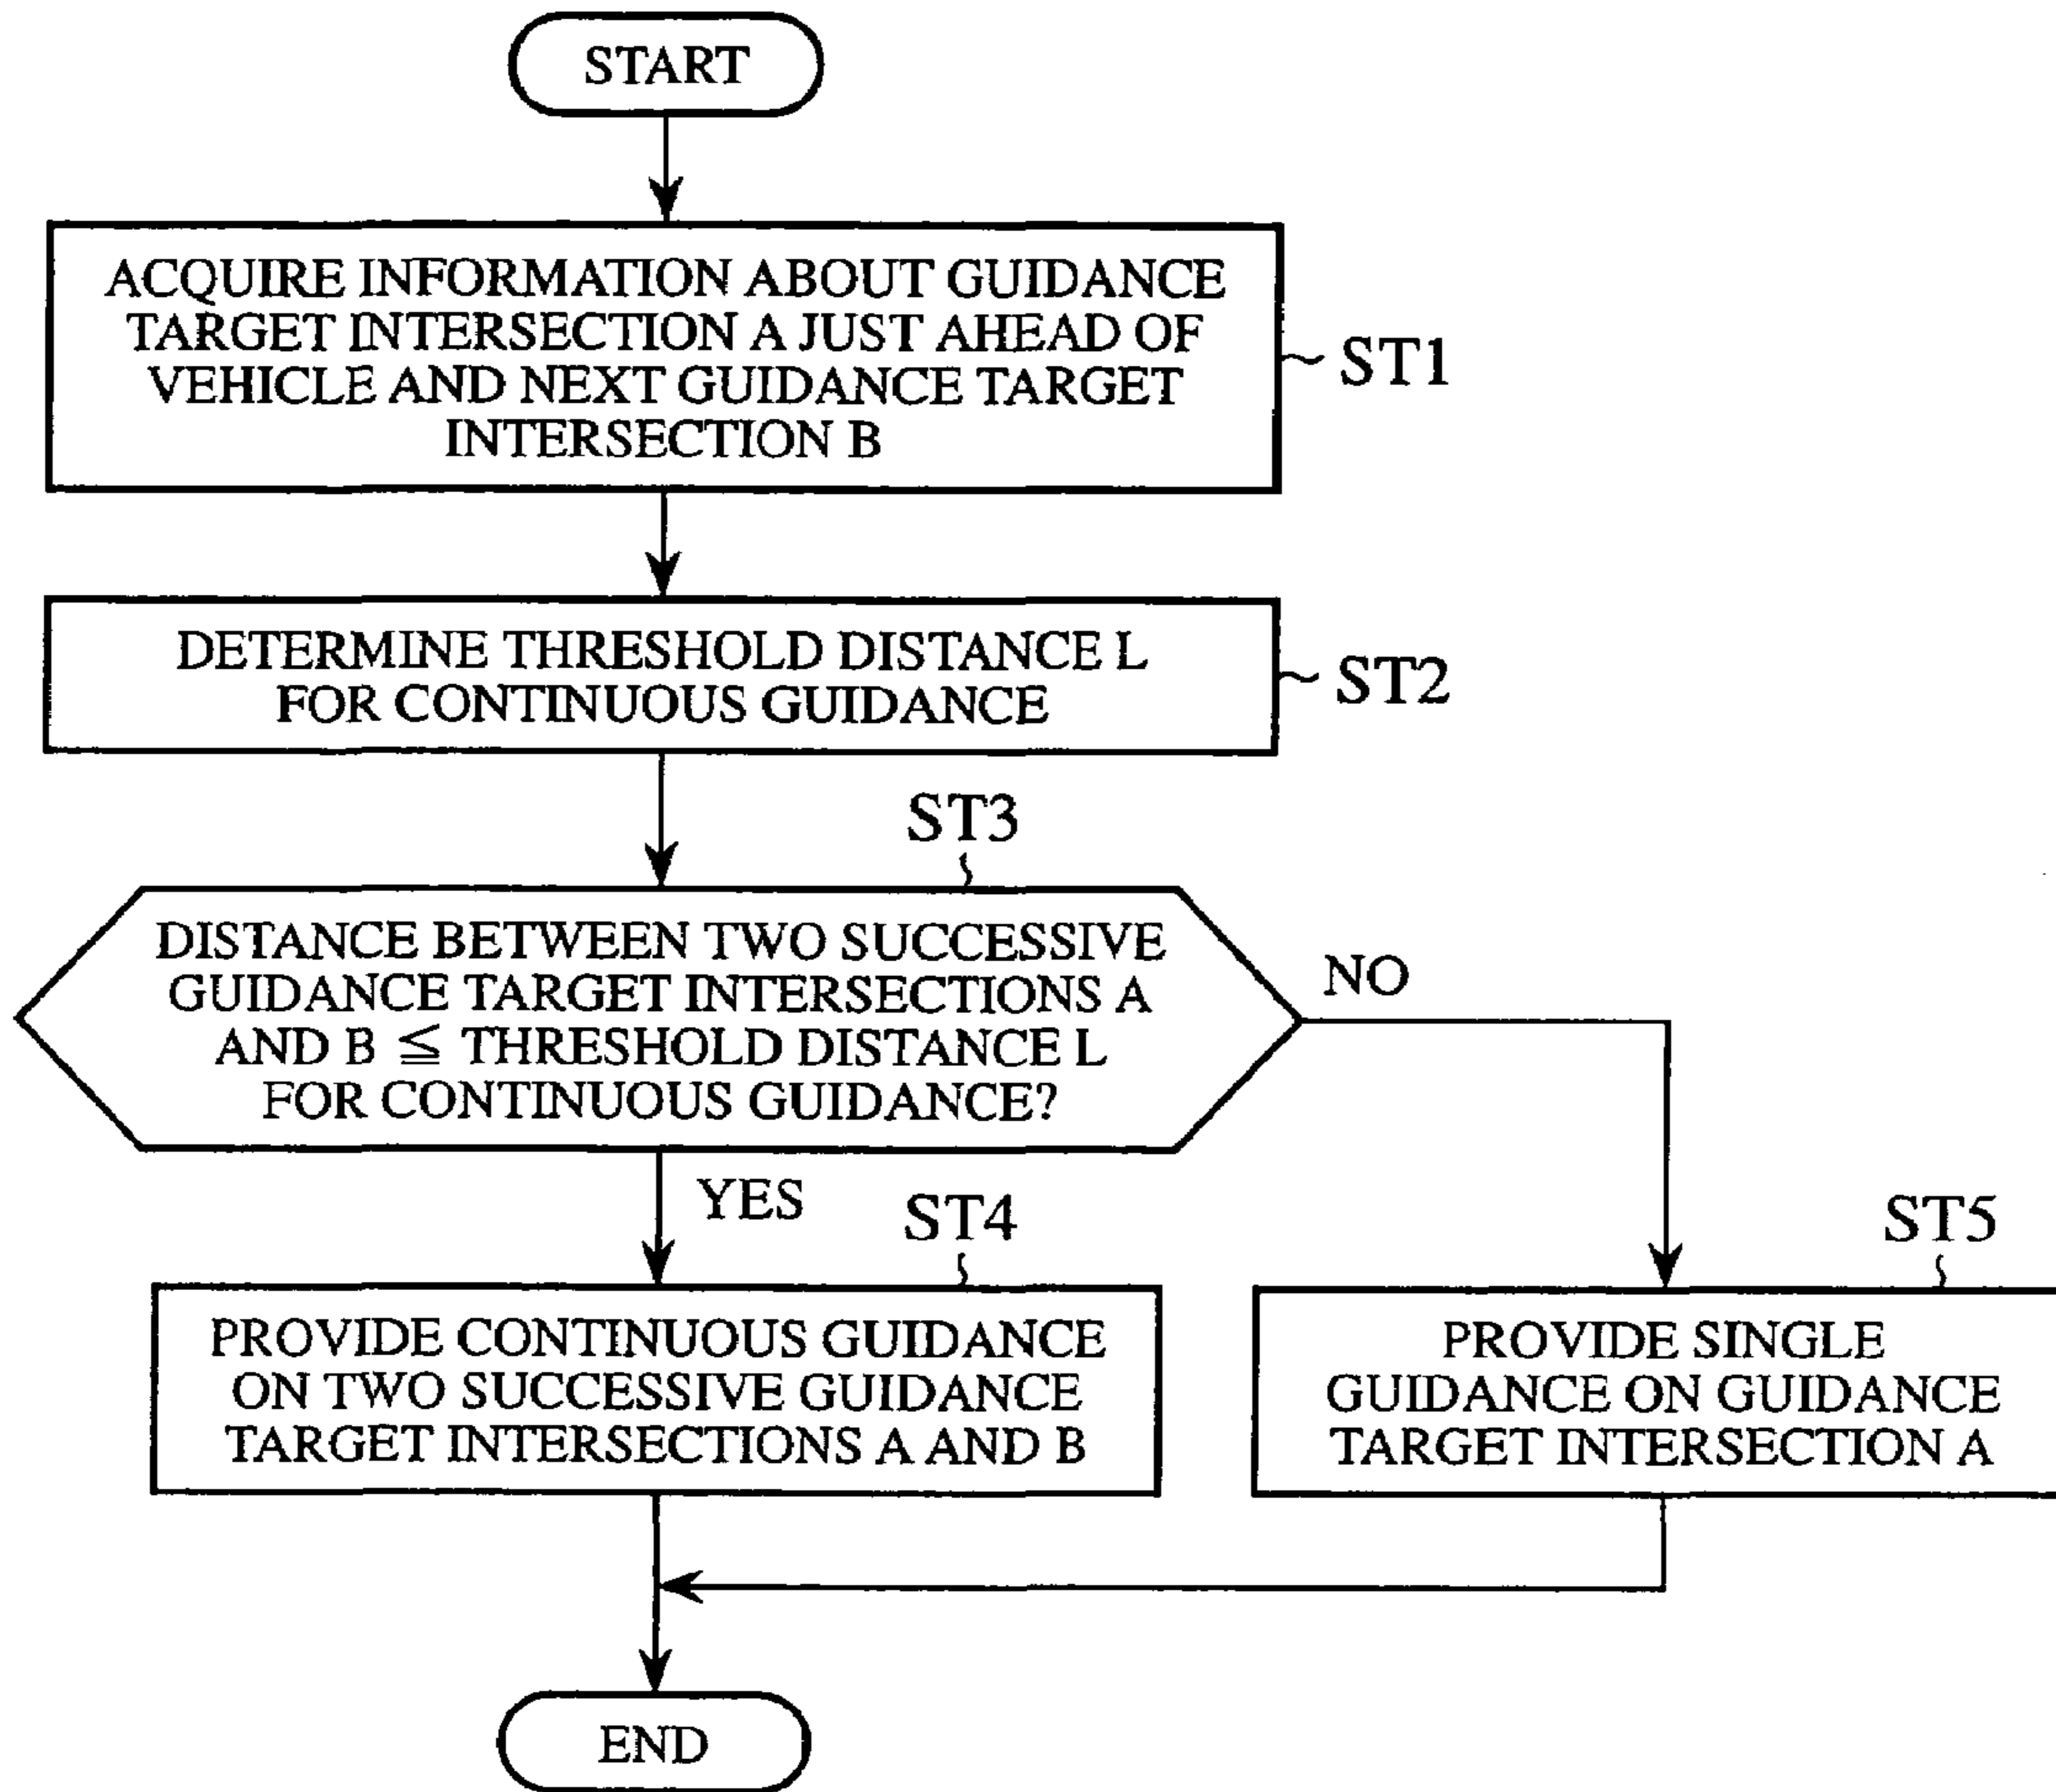 START
ACQUIRE INFORMATION ABOUT GUIDANCE
TARGET INTERSECTION A JUST AHEAD OF
VEHICLE AND NEXT GUIDANCE TARGET
INTERSECTION B
ST1
DETERMINE THRESHOLD DISTANCE L
FOR CONTINUOUS GUIDANCE
ST2
ST3
DISTANCE BETWEEN TWO SUCCESSIVE
GUIDANCE TARGET INTERSECTIONS A
AND B ≦ THRESHOLD DISTANCE L
FOR CONTINUOUS GUIDANCE?
NO
YES
ST4
PROVIDE CONTINUOUS GUIDANCE
ON TWO SUCCESSIVE GUIDANCE
TARGET INTERSECTIONS A AND B
ST5
PROVIDE SINGLE
GUIDANCE ON GUIDANCE
TARGET INTERSECTION A
END